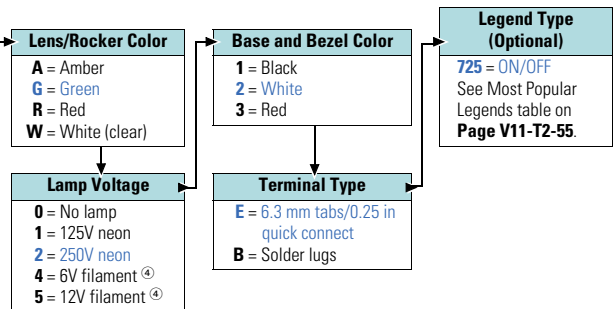 Lens/Rocker Color
A = Amber
G = Green
R = Red
W = White (clear)
Lamp Voltage
0 = No lamp
1 = 125V neon
2 = 250V neon
4 = 6V filament ④
5 = 12V filament ④
Base and Bezel Color
1 = Black
2 = White
3 = Red
Terminal Type
E = 6.3 mm tabs/0.25 in
quick connect
B = Solder lugs
Legend Type
(Optional)
725 = ON/OFF
See Most Popular
Legends table on
Page V11-T2-55.